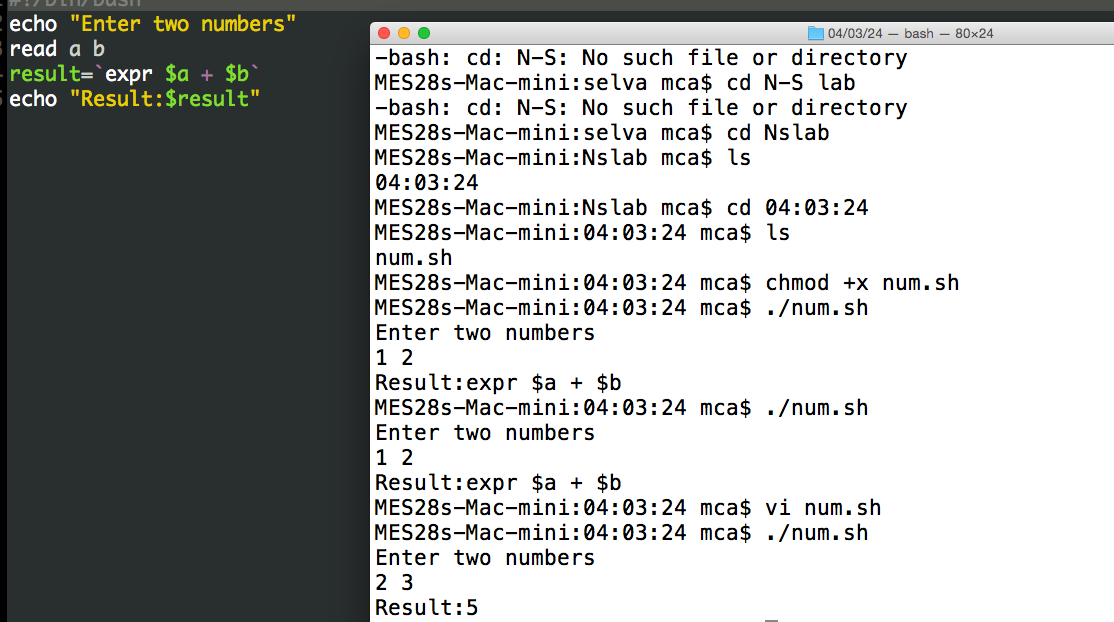 #!/bin/bash
echo "Enter two numbers"
read a b
result=`expr $a + $b`
echo "Result:$result"
04/03/24 — bash — 80×24
-bash: cd: N-S: No such file or directory
MES28s-Mac-mini:selva mca$ cd N-S lab
-bash: cd: N-S: No such file or directory
MES28s-Mac-mini:selva mca$ cd Nslab
MES28s-Mac-mini:Nslab mca$ ls
04:03:24
MES28s-Mac-mini:Nslab mca$ cd 04:03:24
MES28s-Mac-mini:04:03:24 mca$ ls
num.sh
MES28s-Mac-mini:04:03:24 mca$ chmod +x num.sh
MES28s-Mac-mini:04:03:24 mca$ ./num.sh
Enter two numbers
1 2
Result:expr $a + $b
MES28s-Mac-mini:04:03:24 mca$ ./num.sh
Enter two numbers
1 2
Result:expr $a + $b
MES28s-Mac-mini:04:03:24 mca$ vi num.sh
MES28s-Mac-mini:04:03:24 mca$ ./num.sh
Enter two numbers
2 3
Result:5